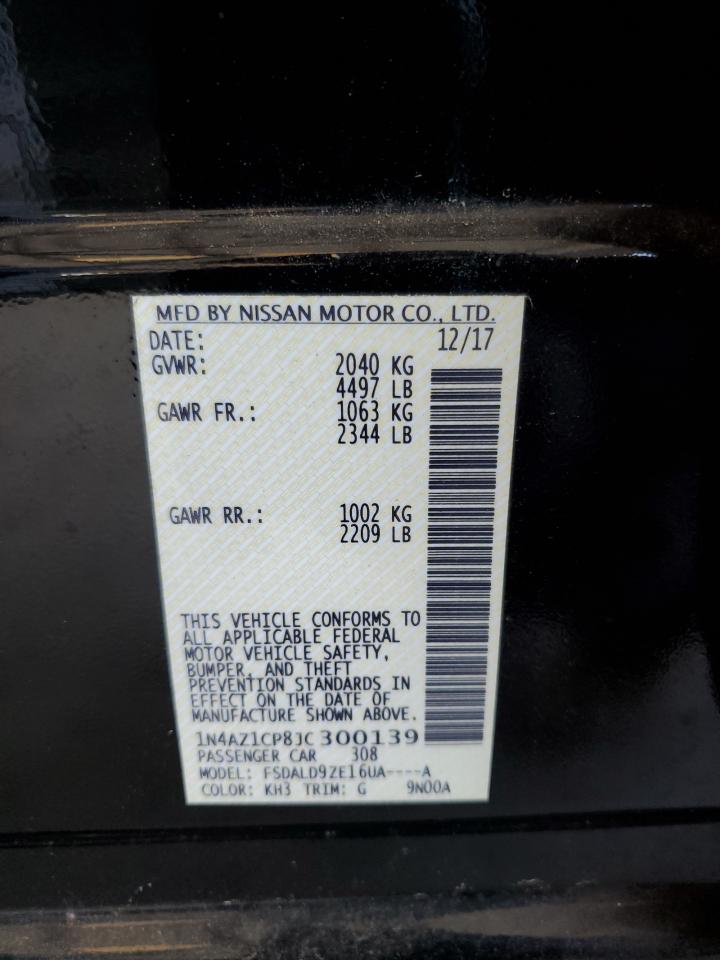 MFD BY NISSAN MOTOR CO., LTD.
DATE: 12/17
GVWR: 2040 KG
4497 LB
GAWR FR.: 1063 KG
2344 LB
GAWR RR.: 1002 KG
2209 LB
THIS VEHICLE CONFORMS TO
ALL APPLICABLE FEDERAL
MOTOR VEHICLE SAFETY,
BUMPER, AND THEFT
PREVENTION STANDARDS IN
EFFECT ON THE DATE OF
MANUFACTURE SHOWN ABOVE.
1N4AZ1CP8JC300139
PASSENGER CAR 308
MODEL: FSDALD9ZE16UA----A
COLOR: KH3 TRIM: G 9N00A